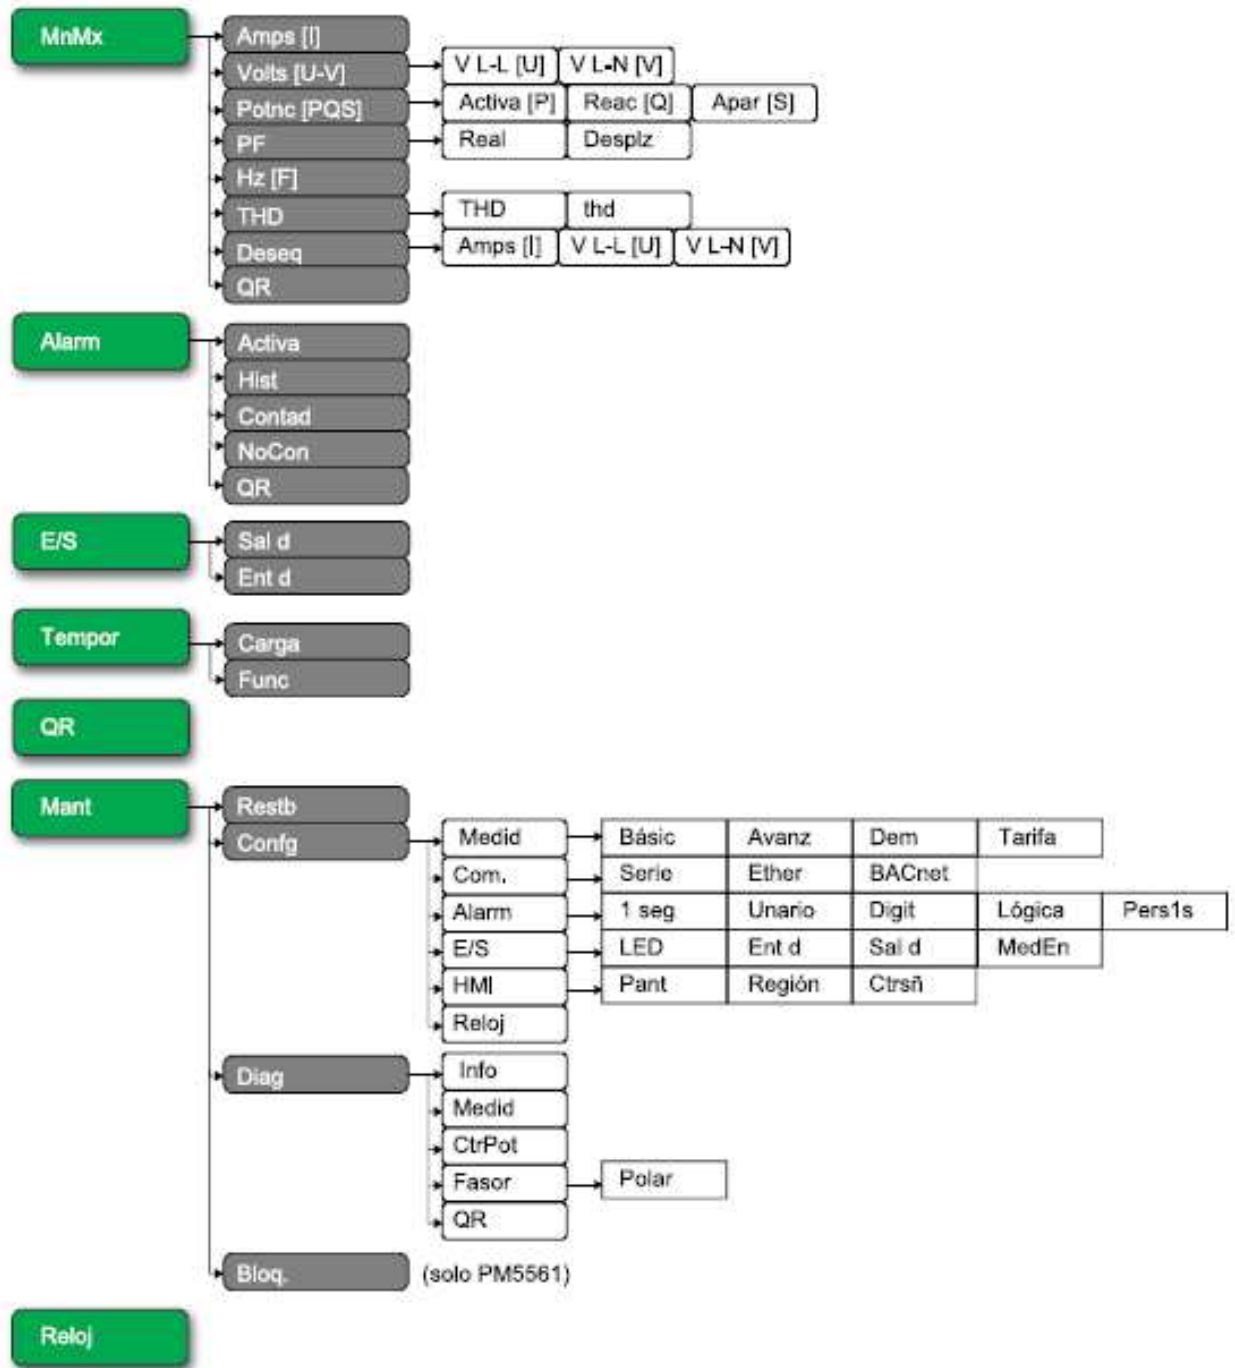 MnMx
Amps [I]
Volts [U-V]
V L-L [U] V L-N [V]
Potnc [PQS]
Activa [P] Reac [Q] Apar [S]
PF
Real Desplz
Hz [F]
THD
THD thd
Deseq
Amps [I] V L-L [U] V L-N [V]
QR
Alarm
Activa
Hist
Contad
NoCon
QR
E/S
Sal d
Ent d
Tempor
Carga
Func
QR
Mant
Restb
Confg
Medid Básic Avanz Dem Tarifa
Com. Serie Ether BACnet
Alarm 1 seg Unario Digit Lógica Pers1s
E/S LED Ent d Sal d MedEn
HMI Pant Región Ctrsñ
Reloj
Diag
Info
Medid
CtrPot
Fasor Polar
QR
Bloq. (solo PM5561)
Reloj